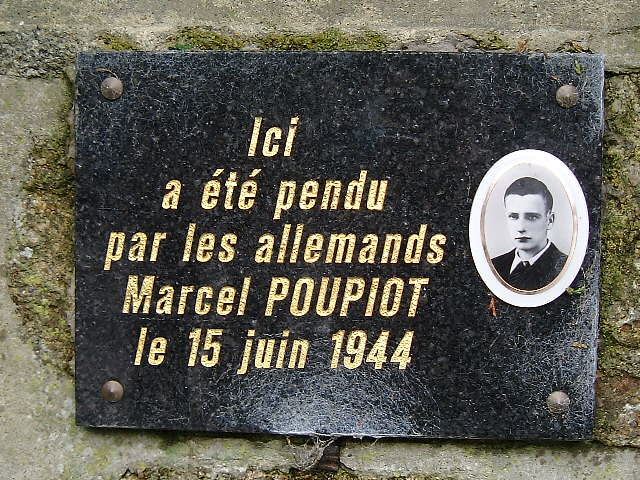 Ici
a été pendu
par les allemands
Marcel POUPIOT
le 15 juin 1944